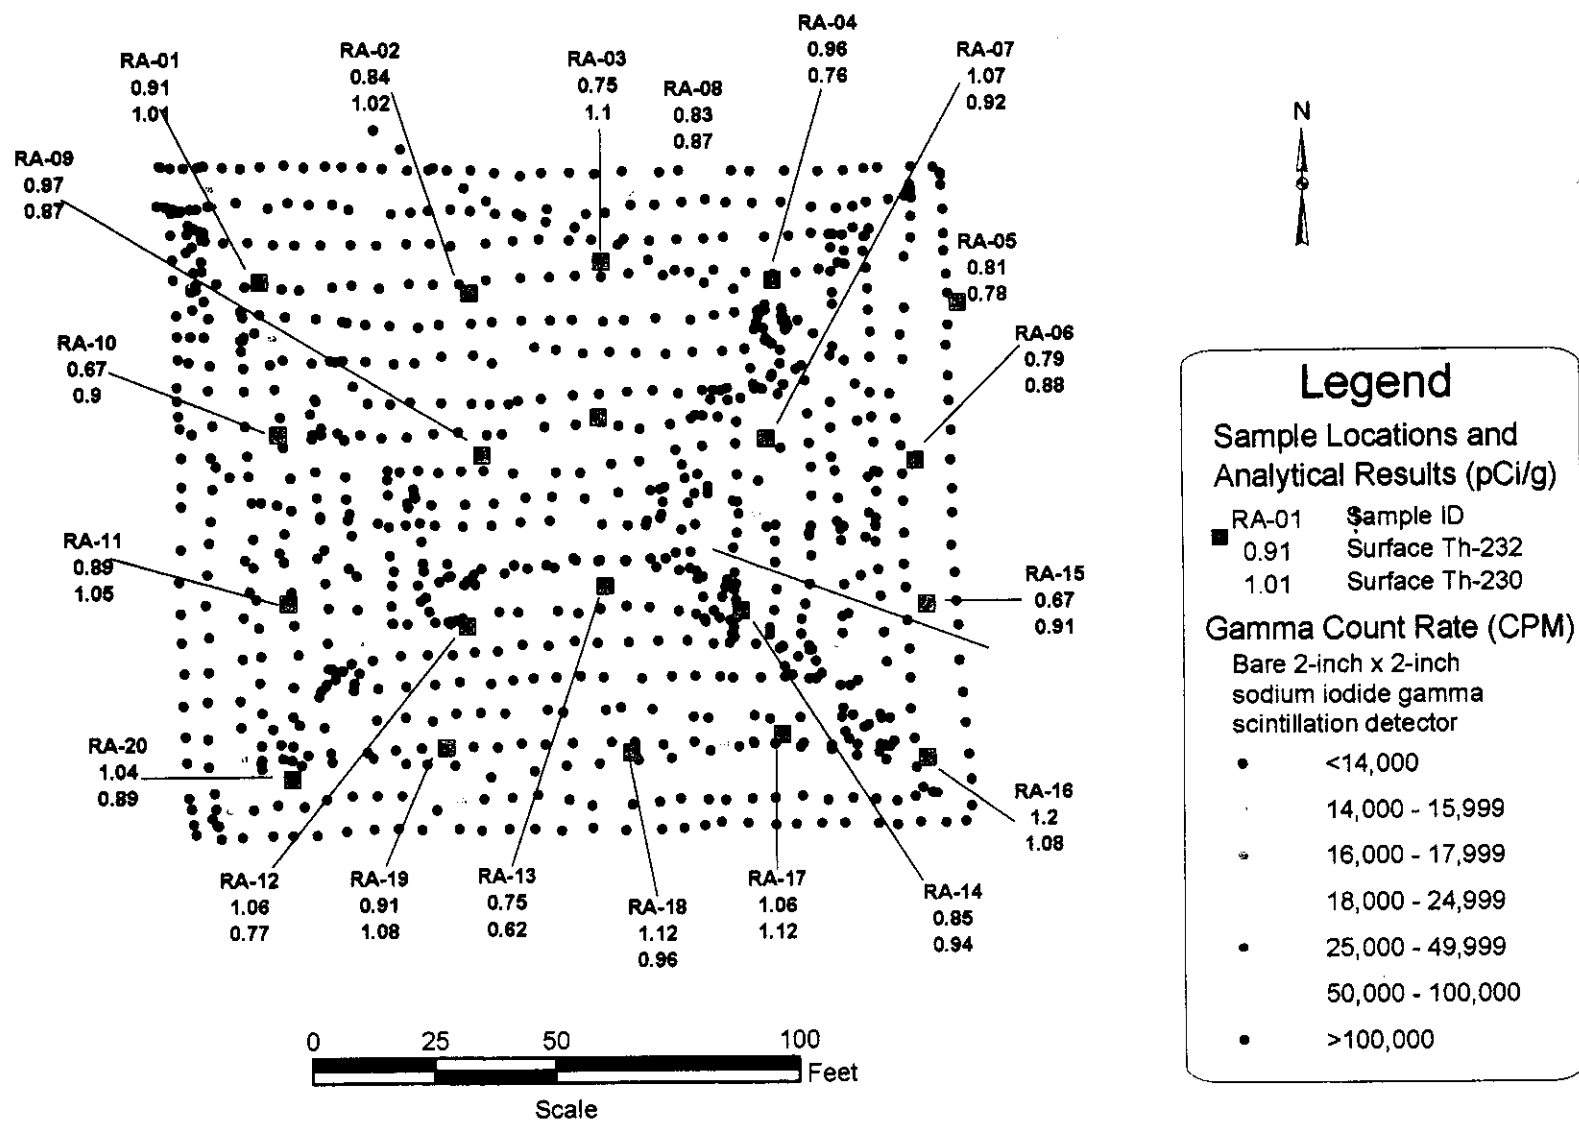 RA-04
0.96
0.76
RA-02
0.84
1.02
RA-07
1.07
0.92
RA-01
0.91
1.01
RA-03
0.75
1.1
RA-08
0.83
0.87
N
RA-09
0.97
0.87
RA-05
0.81
0.78
RA-10
0.67
0.9
RA-06
0.79
0.88
RA-11
0.89
1.05
RA-15
0.67
0.91
RA-20
1.04
0.89
RA-16
1.2
1.08
RA-12
1.06
0.77
RA-19
0.91
1.08
RA-13
0.75
0.62
RA-18
1.12
0.96
RA-17
1.06
1.12
RA-14
0.85
0.94
0 25 50 100
Feet
Scale
Legend
Sample Locations and
Analytical Results (pCi/g)
RA-01 Sample ID
0.91 Surface Th-232
1.01 Surface Th-230
Gamma Count Rate (CPM)
Bare 2-inch x 2-inch
sodium iodide gamma
scintillation detector
<14,000
14,000 - 15,999
16,000 - 17,999
18,000 - 24,999
25,000 - 49,999
50,000 - 100,000
>100,000